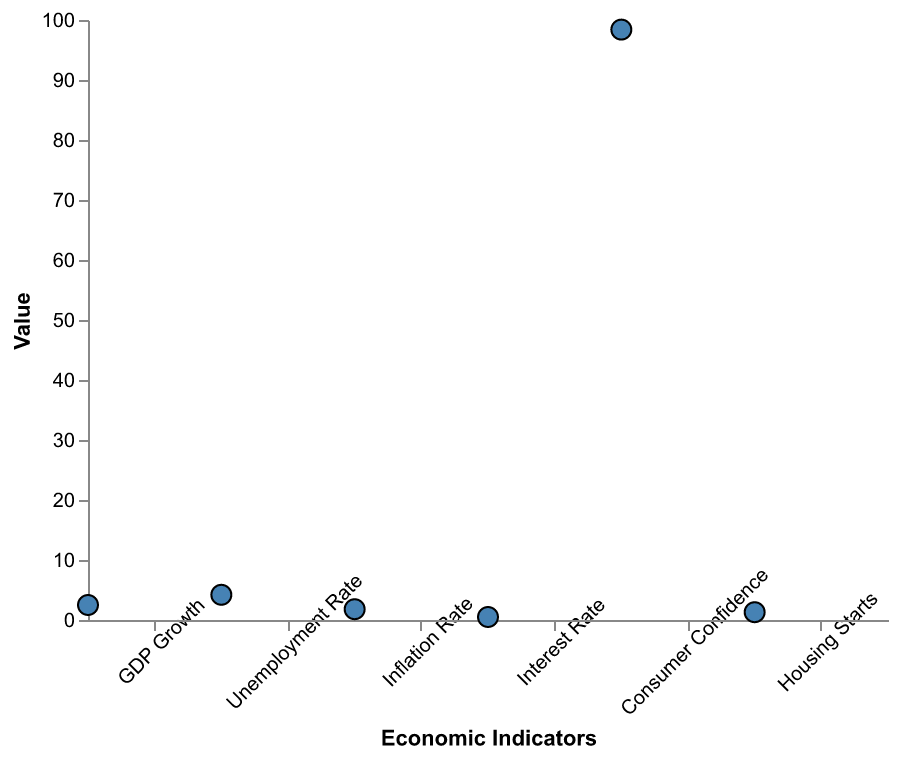 100
90
80
70
60
50
40
30
20
10
0
Value
GDP Growth
Unemployment Rate
Inflation Rate
Interest Rate
Consumer Confidence
Housing Starts
Economic Indicators